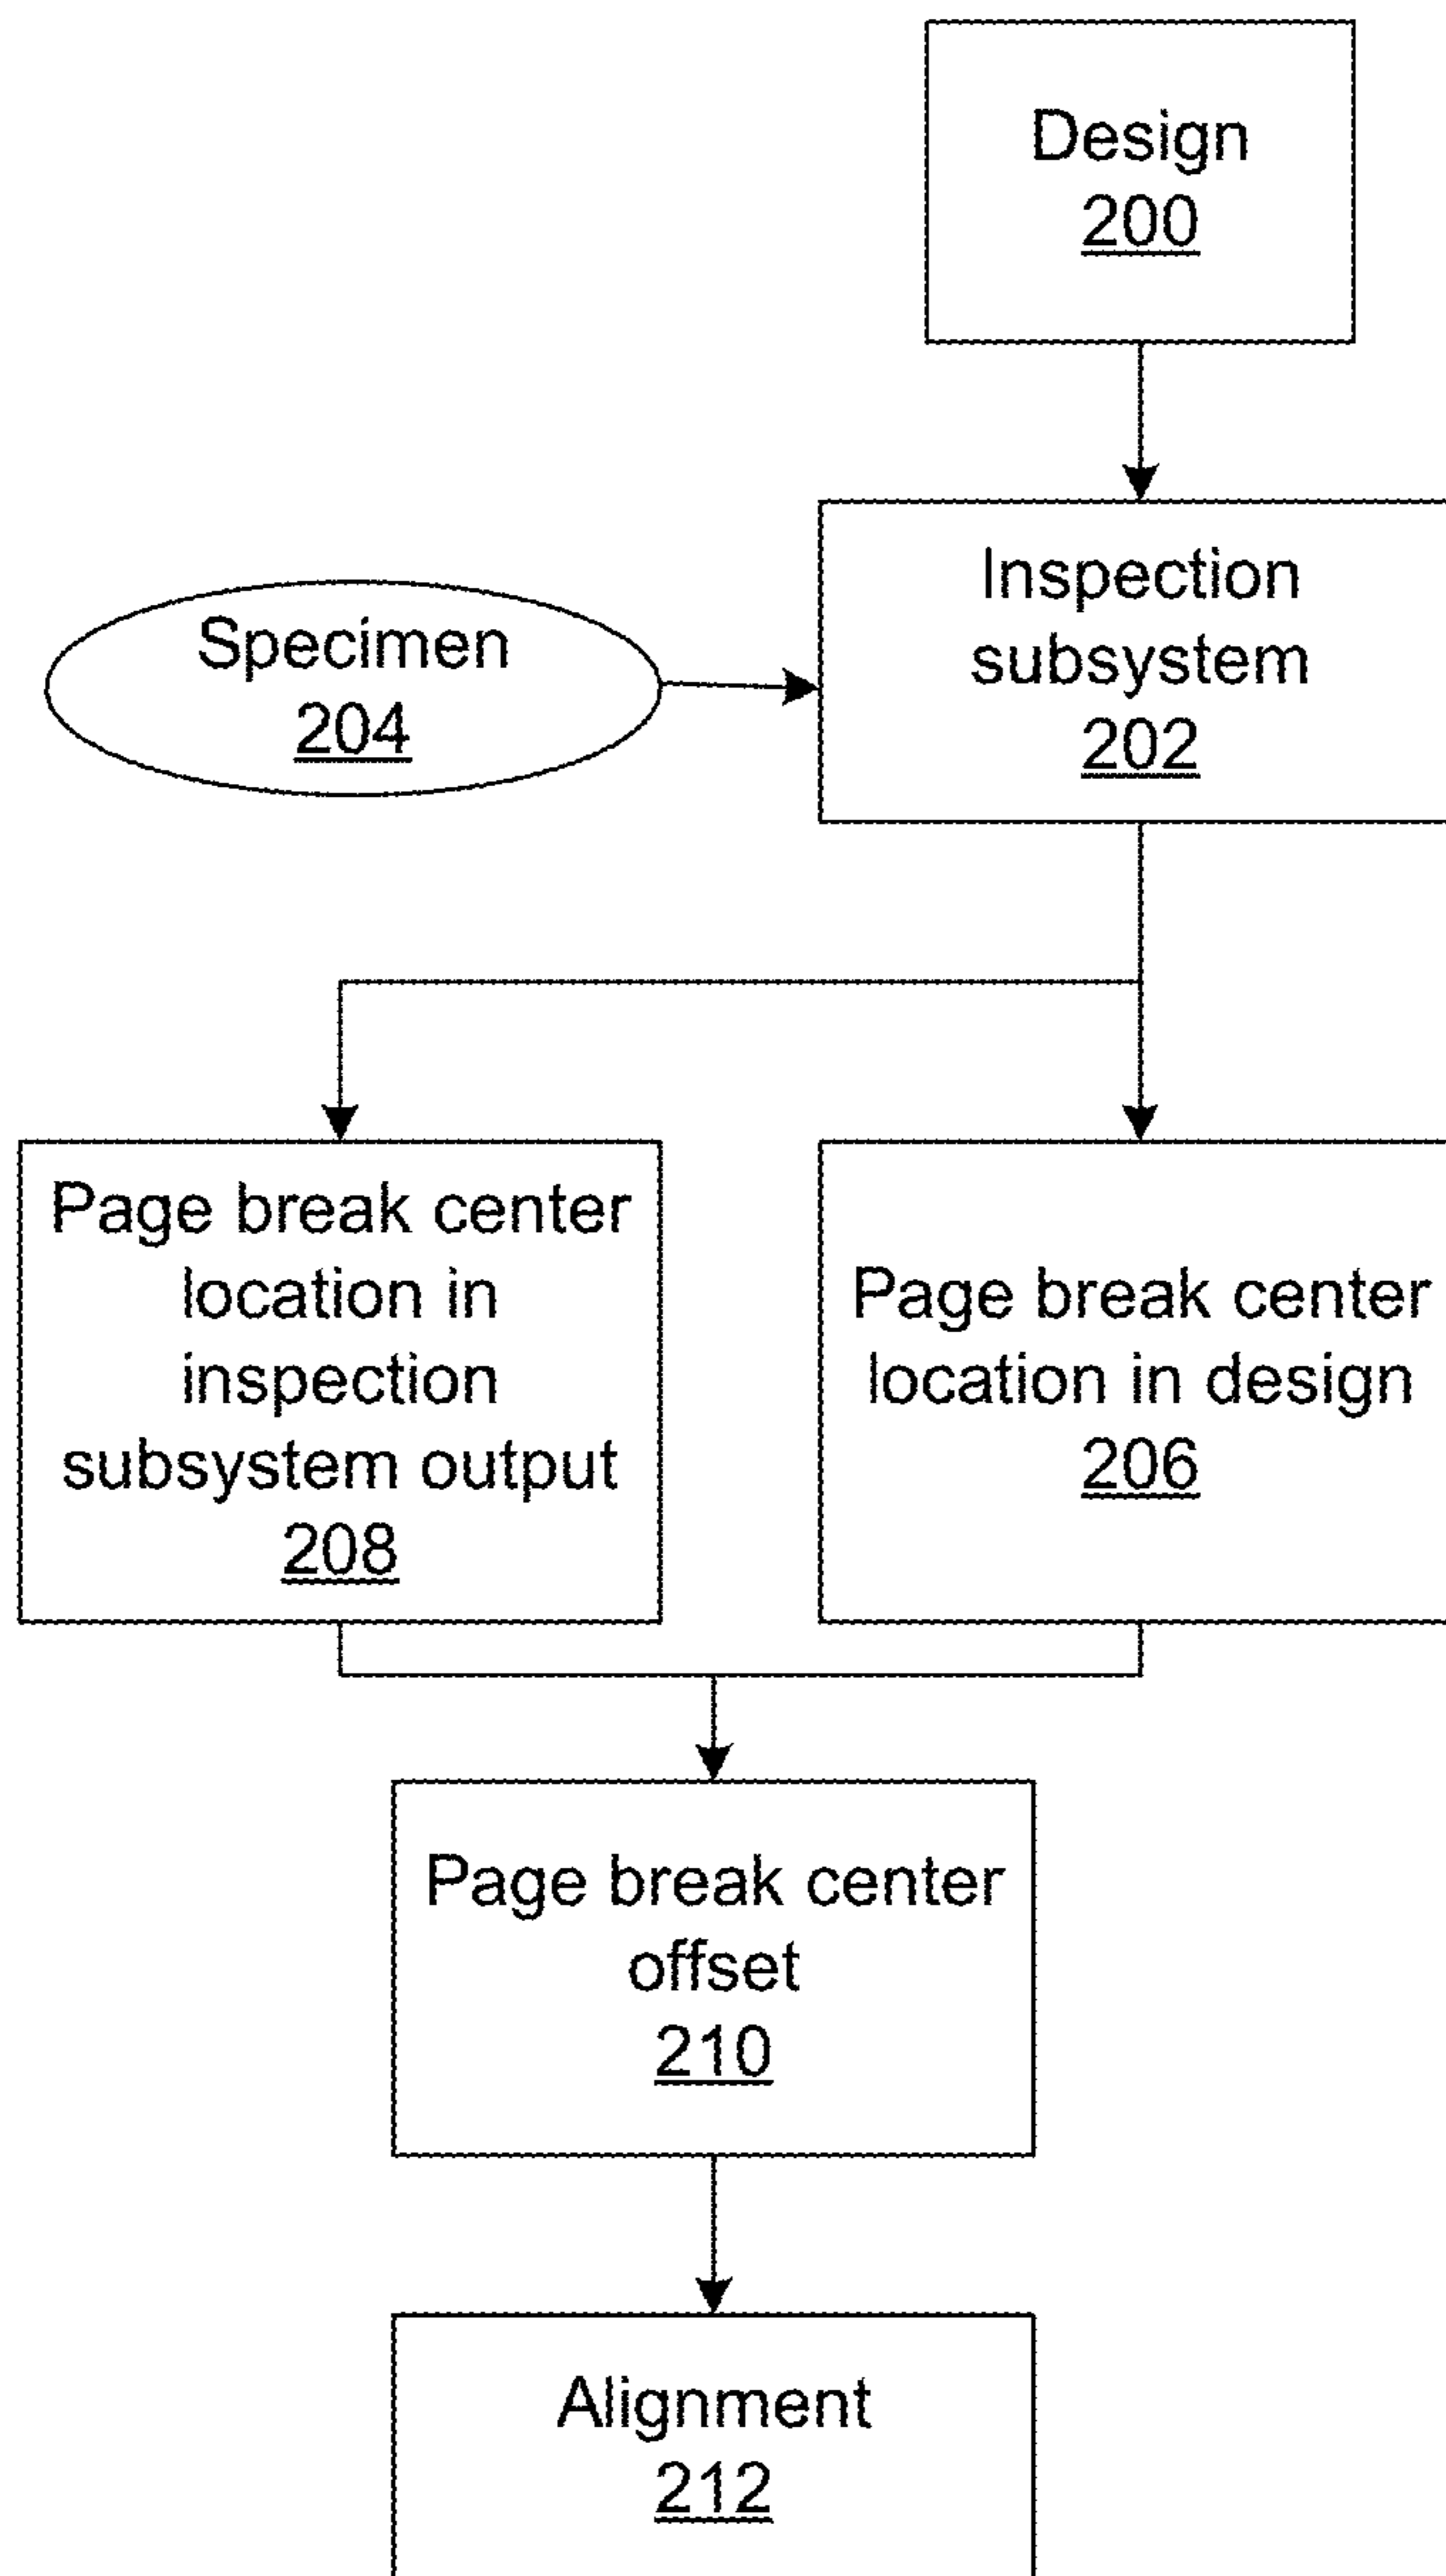 Design
200
Inspection
subsystem
202
Specimen
204
Page break center
location in
inspection
subsystem output
208
Page break center
location in design
206
Page break center
offset
210
Alignment
212